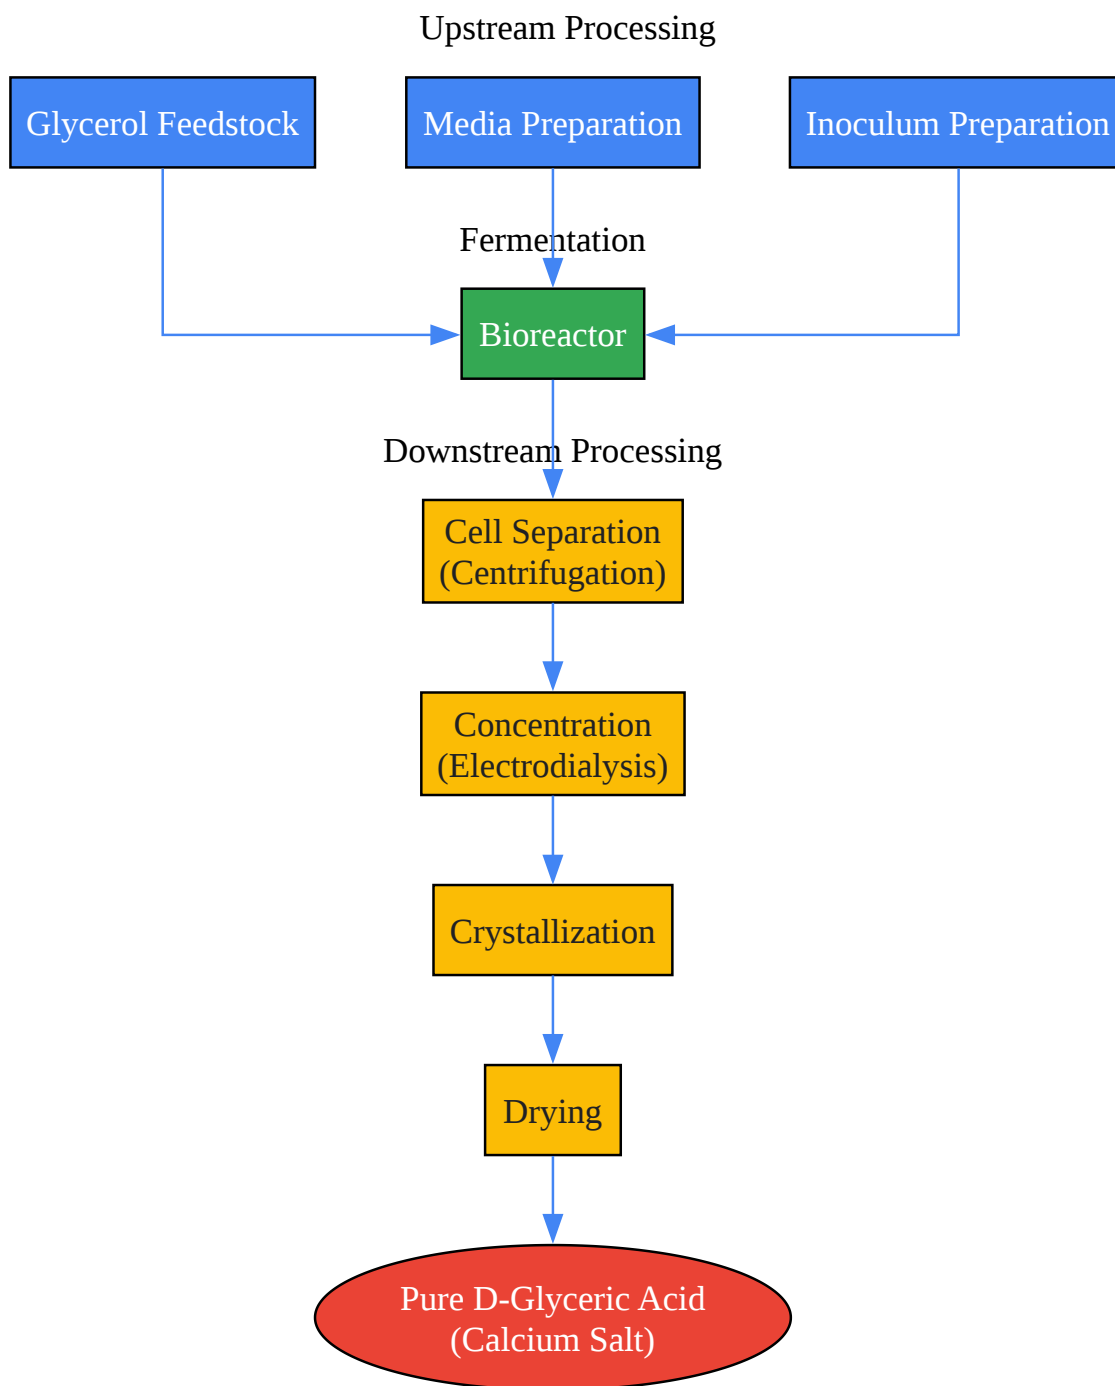 Upstream Processing
Glycerol Feedstock
Media Preparation
Inoculum Preparation
Fermentation
Bioreactor
Downstream Processing
Cell Separation
(Centrifugation)
Concentration
(Electrodialysis)
Crystallization
Drying
Pure D-Glyceric Acid
(Calcium Salt)